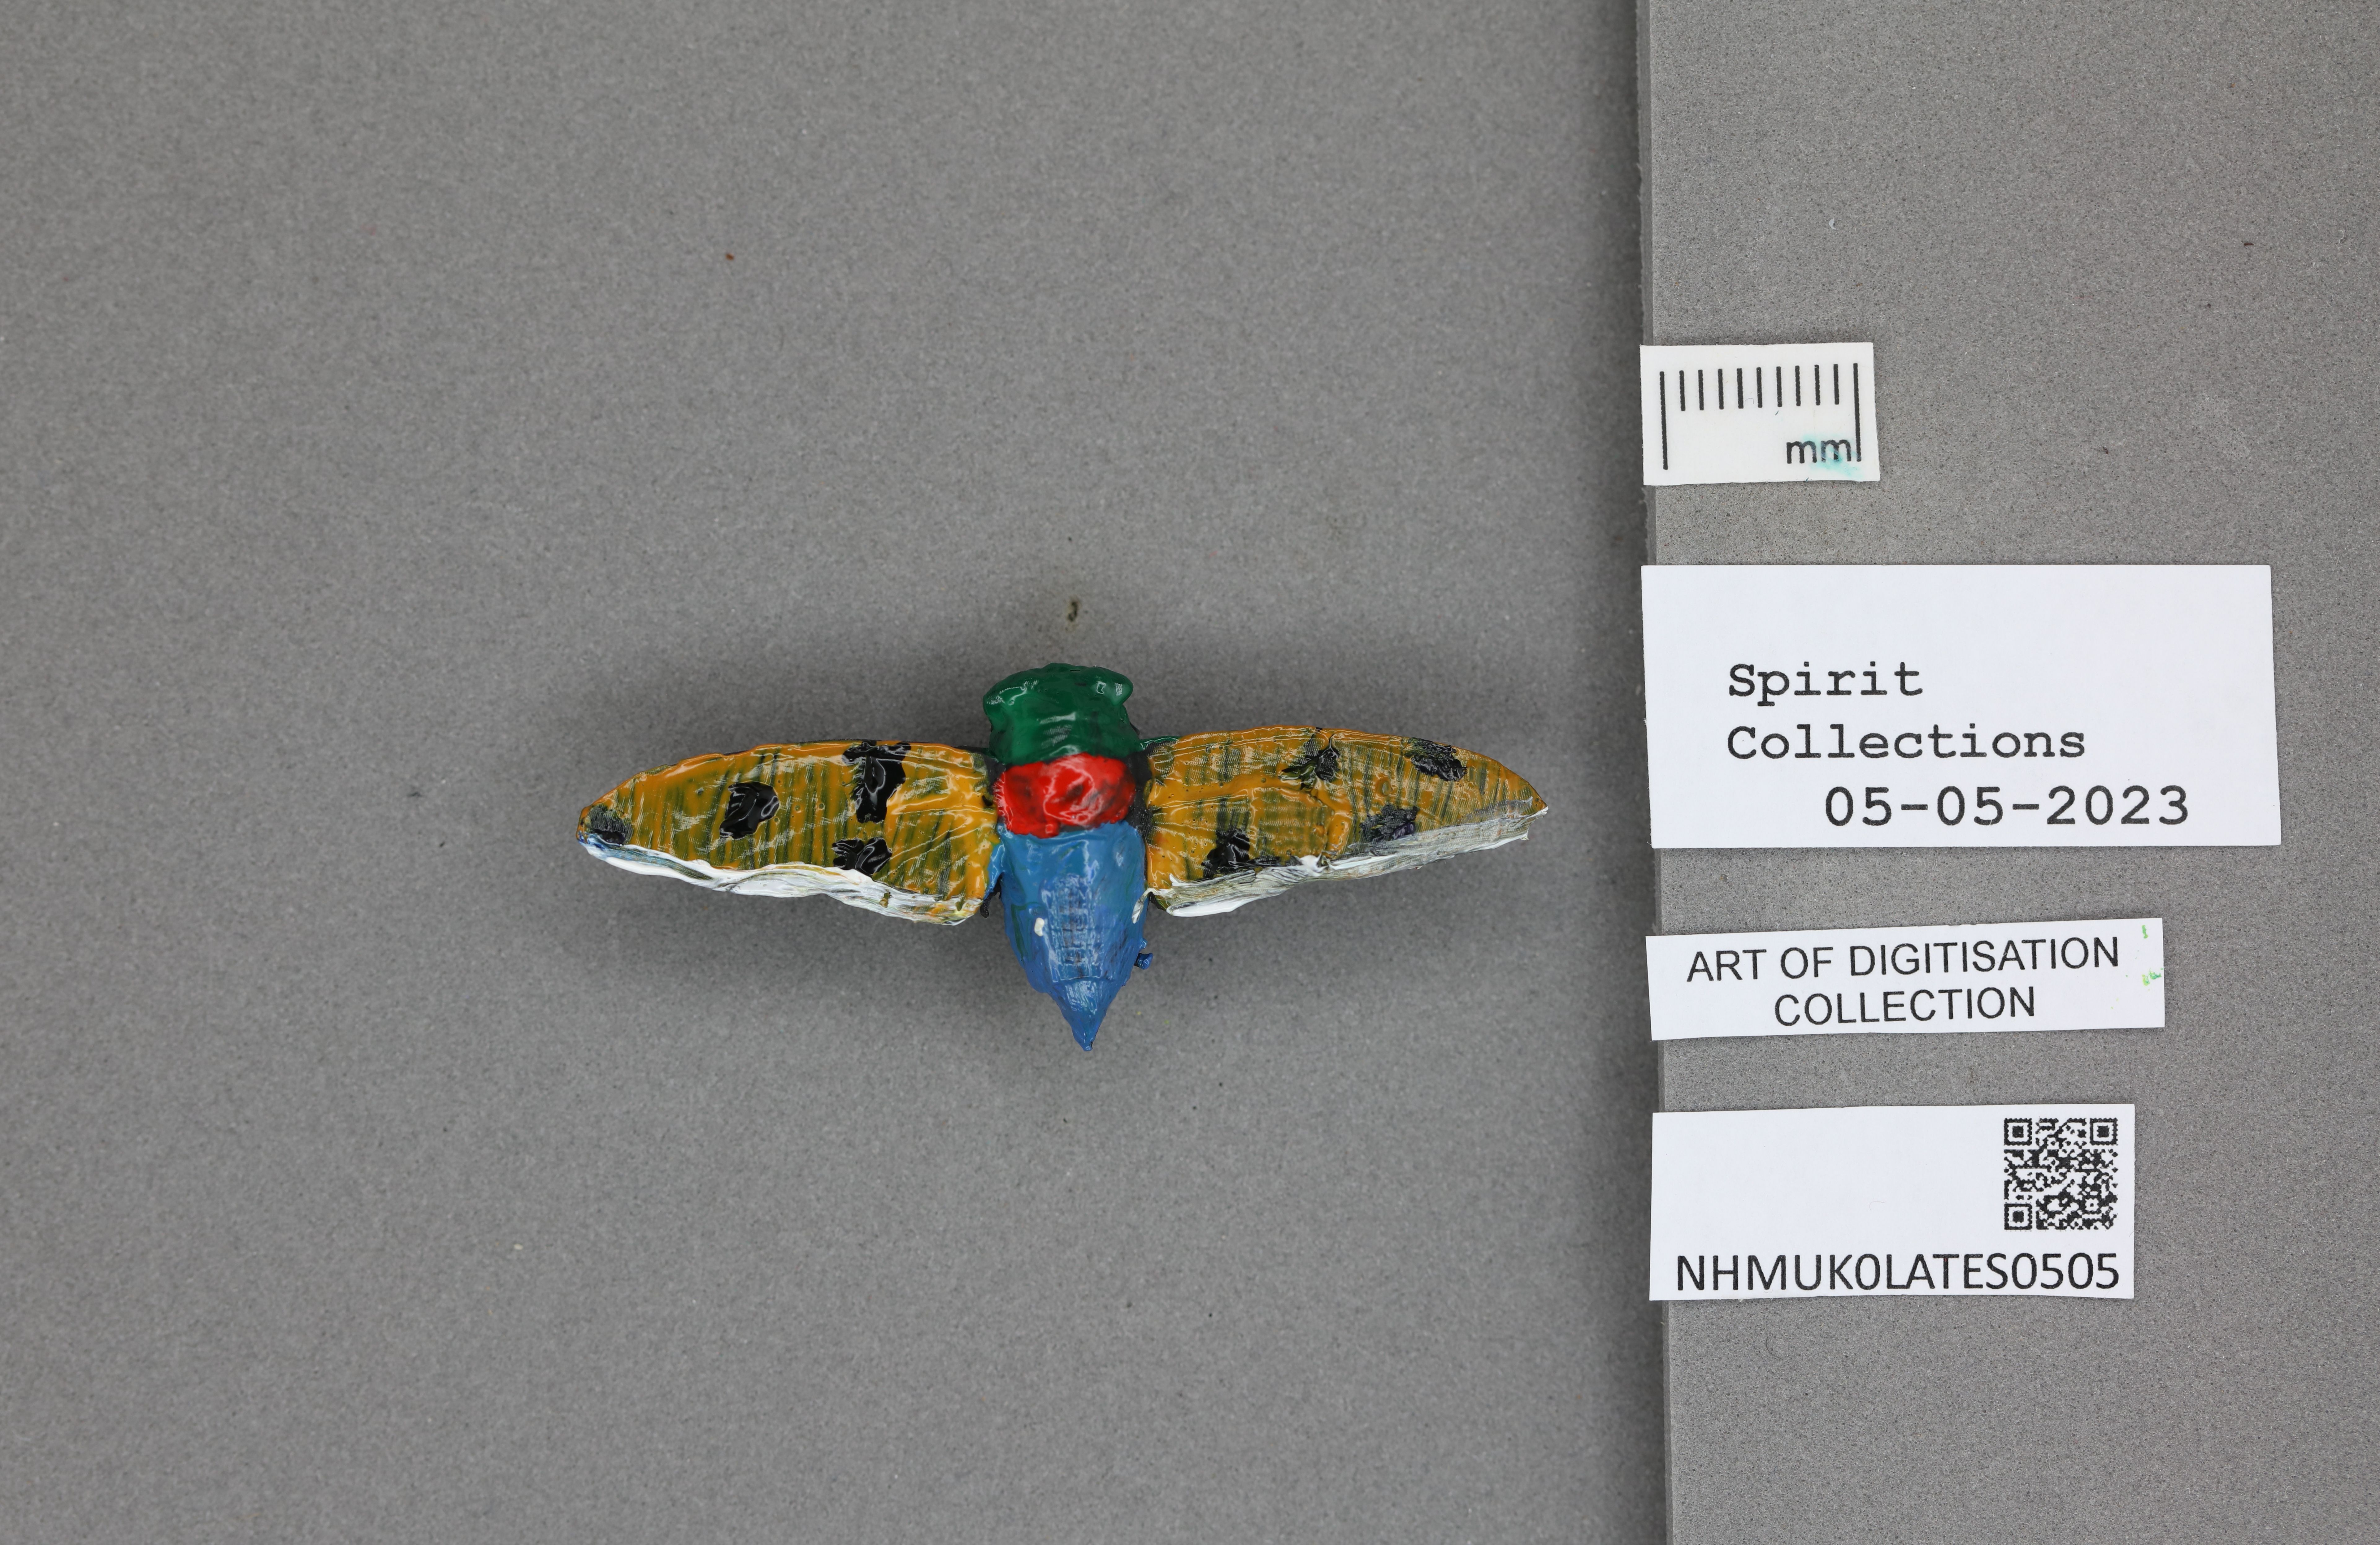 mm
Spirit
Collections
05-05-2023
ART OF DIGITISATION
COLLECTION
NHMUK0LATES0505